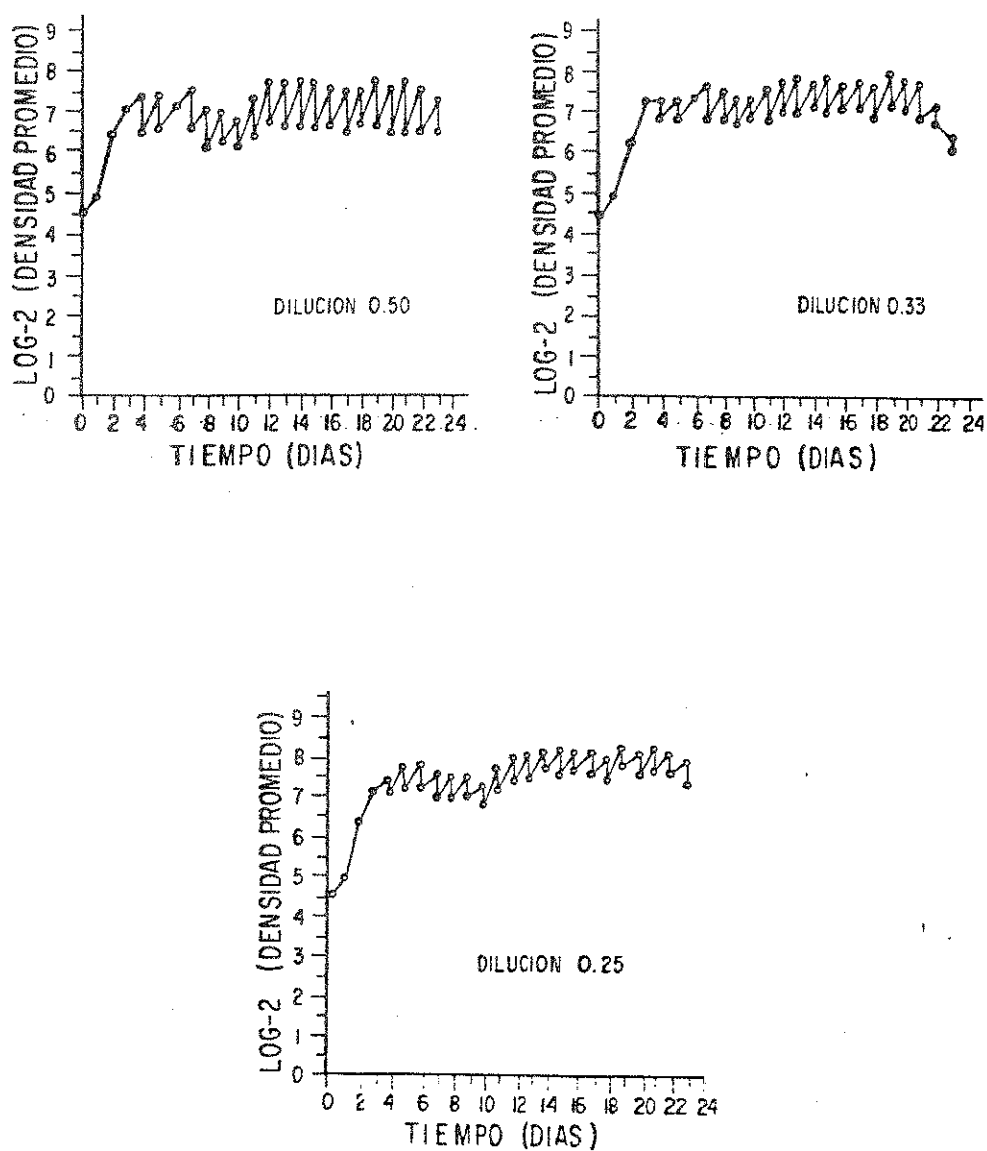 LOG-2 (DENSIDAD PROMEDIO)
9
8
7
6
5
4
3
2
1
0
DILUCION 0.50
0 2 4 6 8 10 12 14 16 18 20 22 24
TIEMPO (DIAS)
LOG-2 (DENSIDAD PROMEDIO)
9
8
7
6
5
4
3
2
1
0
DILUCION 0.33
0 2 4 6 8 10 12 14 16 18 20 22 24
TIEMPO (DIAS)
LOG-2 (DENSIDAD PROMEDIO)
9
8
7
6
5
4
3
2
1
0
DILUCION 0.25
0 2 4 6 8 10 12 14 16 18 20 22 24
TIEMPO (DIAS)